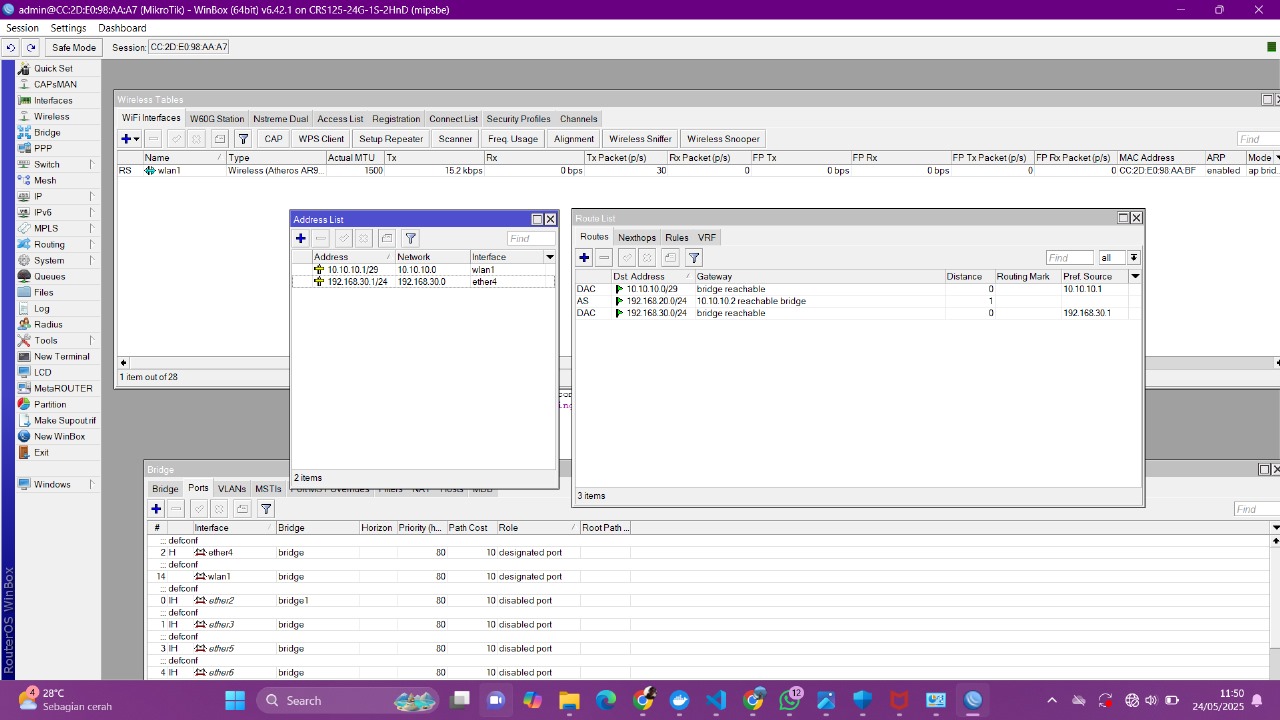 admin@CC:2D:E0:98:AA:A7 (MikroTik) - WinBox (64bit) v6.42.1 on CRS125-24G-1S-2HnD (mipsbe)
Session Settings Dashboard
Safe Mode Session: CC:2D:E0:98:AA:A7
Quick Set
CAPsMAN
Interfaces
Wireless
Bridge
PPP
Switch
Mesh
IP
IPv6
MPLS
Routing
System
Queues
Files
Log
Radius
Tools
New Terminal
LCD
MetaROUTER
Partition
Make Supout.rif
New WinBox
Exit
Windows
RouterOS WinBox
Wireless Tables
WiFi Interfaces W60G Station Nstreme Dual Access List Registration Connect List Security Profiles Channels
CAP WPS Client Setup Repeater Scanner Freq. Usage Alignment Wireless Sniffer Wireless Snooper Find
Name Type Actual MTU Tx Rx Tx Packet (p/s) Rx Packet (p/s) FP Tx FP Rx FP Tx Packet (p/s) FP Rx Packet (p/s) MAC Address ARP Mode
RS wlan1 Wireless (Atheros AR9... 1500 15.2 kbps 0 bps 30 0 0 bps 0 bps 0 0 CC:2D:E0:98:AA:BF enabled ap brid...
1 item out of 28
Address List
Find
Address Network Interface
10.10.10.1/29 10.10.10.0 wlan1
192.168.30.1/24 192.168.30.0 ether4
2 items
Route List
Routes Nexthops Rules VRF
Find all
Dst. Address Gateway Distance Routing Mark Pref. Source
DAC 10.10.10.0/29 bridge reachable 0 10.10.10.1
AS 192.168.20.0/24 10.10.10.2 reachable bridge 1
DAC 192.168.30.0/24 bridge reachable 0 192.168.30.1
3 items
Bridge
Bridge Ports VLANs MSTIs
Find
# Interface Bridge Horizon Priority (h... Path Cost Role Root Path ...
::: defconf
2 H ether4 bridge 80 10 designated port
::: defconf
14 wlan1 bridge 80 10 designated port
::: defconf
0 IH ether2 bridge1 80 10 disabled port
::: defconf
1 IH ether3 bridge 80 10 disabled port
::: defconf
3 IH ether5 bridge 80 10 disabled port
::: defconf
4 IH ether6 bridge 80 10 disabled port
4 28°C
Sebagian cerah
Search
12
11:50
24/05/2025